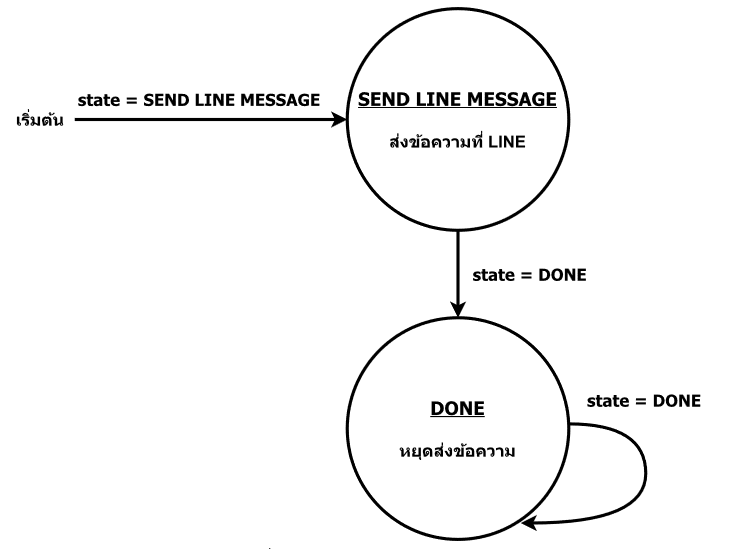 state = SEND LINE MESSAGE
เริ่มต้น
SEND LINE MESSAGE
ส่งข้อความที่ LINE
state = DONE
DONE
state = DONE
หยุดส่งข้อความ